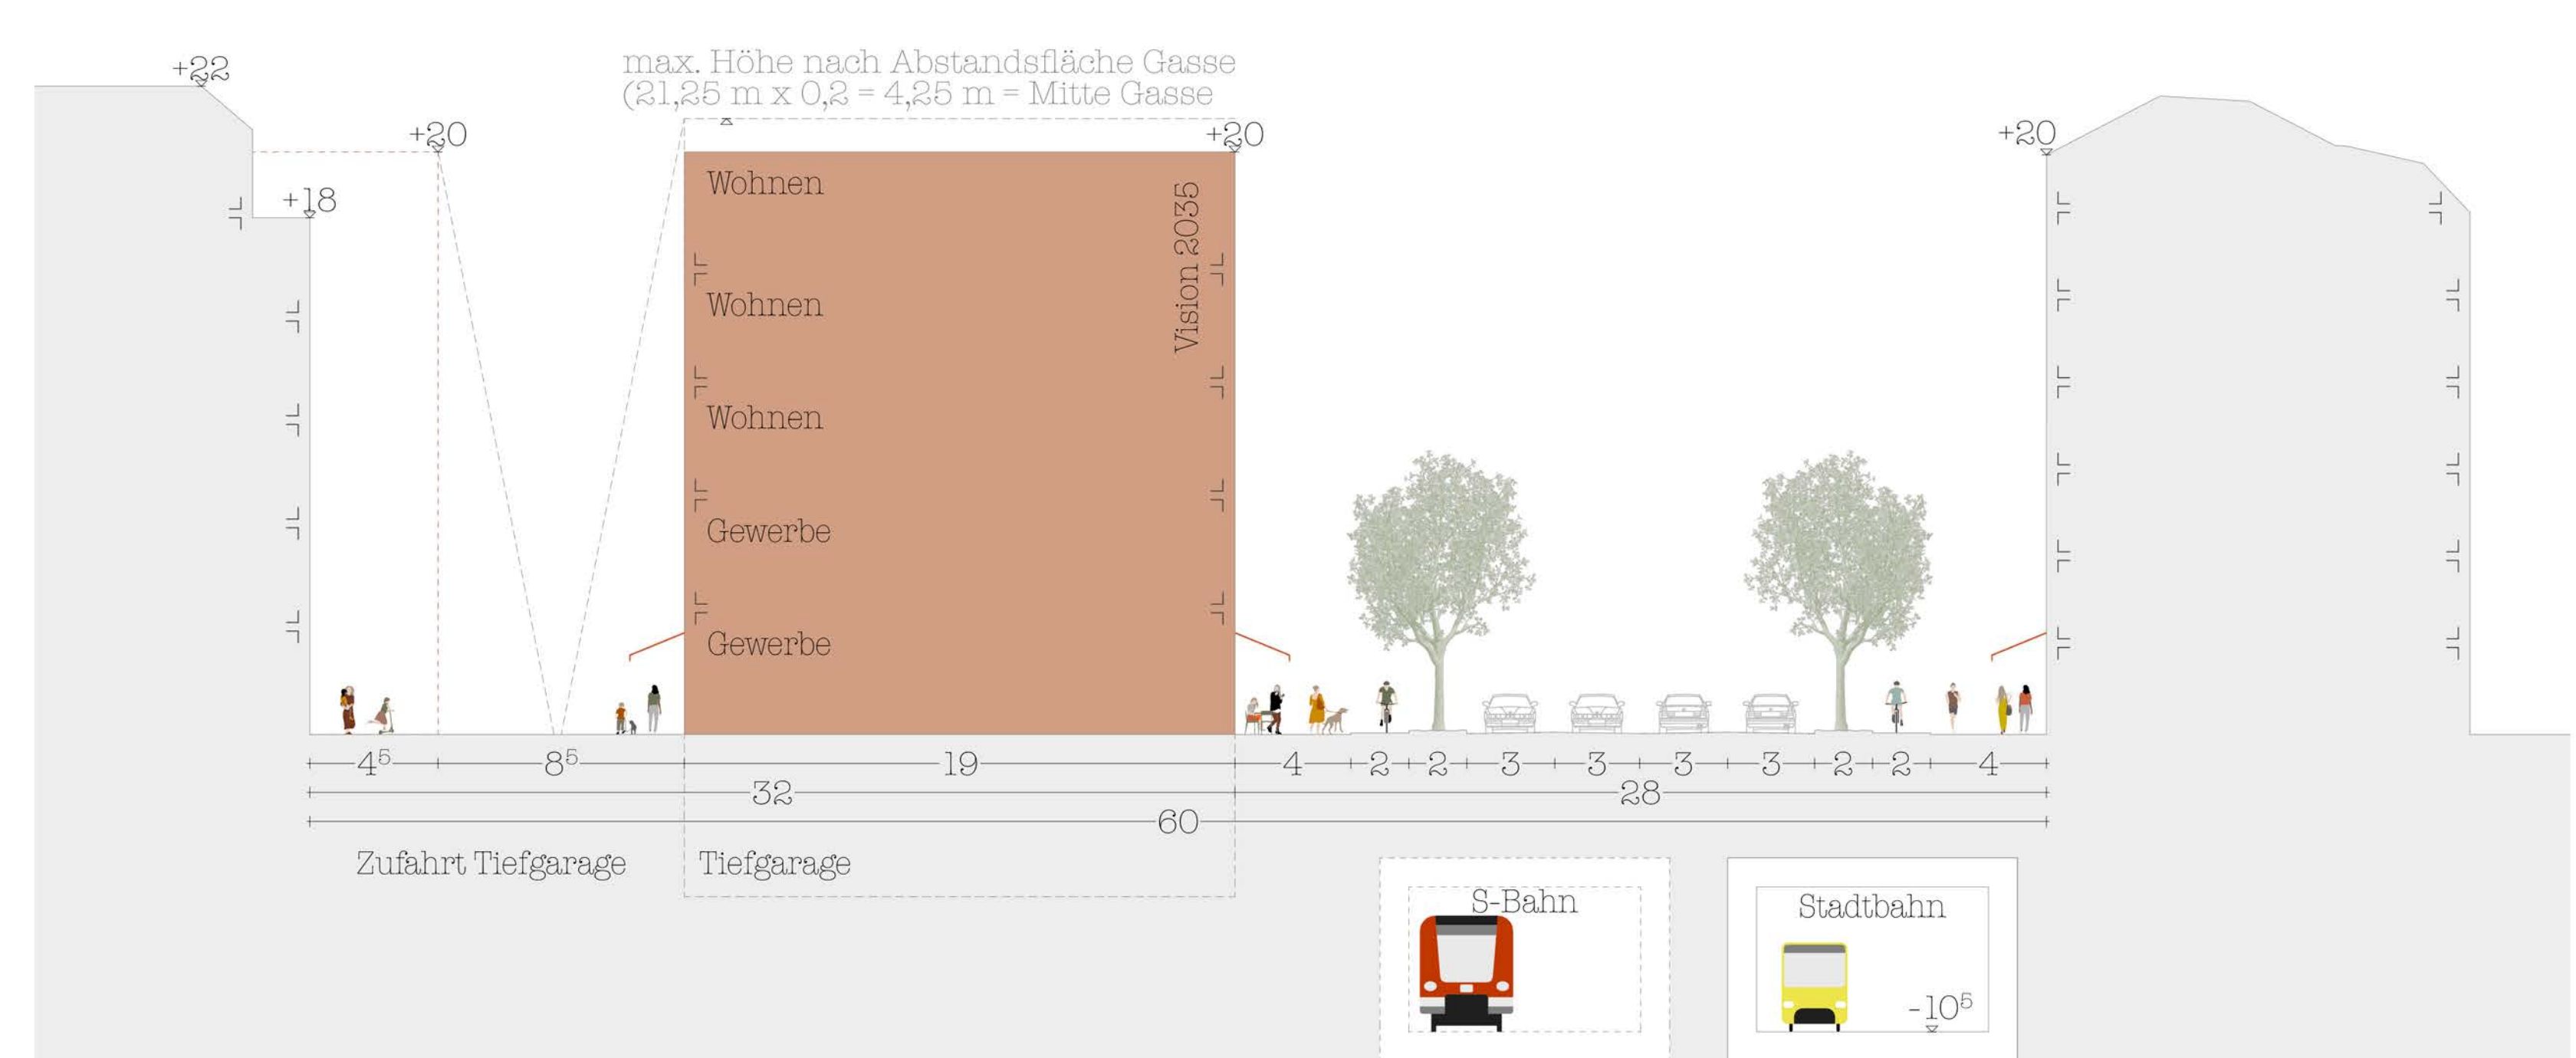 max. Höhe nach Abstandsfläche Gasse
(21,25 m x 0,2 = 4,25 m = Mitte Gasse
+22
+20
+20
+20
+18
Wohnen
Vision 2035
Wohnen
Wohnen
Gewerbe
Gewerbe
4⁵ 8⁵ 19 4 2 2 3 3 3 3 2 2 4
32 28
60
Zufahrt Tiefgarage
Tiefgarage
S-Bahn
Stadtbahn
-10⁵